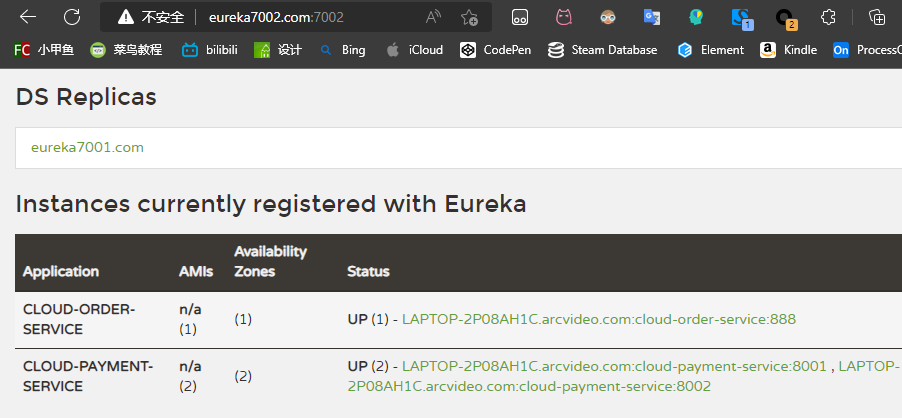 不安全 eureka7002.com:7002
FC 小甲鱼 菜鸟教程 bilibili 设计 Bing iCloud CodePen Steam Database Element Kindle On ProcessO
DS Replicas
eureka7001.com
Instances currently registered with Eureka
Application AMIs Availability Zones Status
CLOUD-ORDER-SERVICE n/a (1) (1) UP (1) - LAPTOP-2P08AH1C.arcvideo.com:cloud-order-service:888
CLOUD-PAYMENT-SERVICE n/a (2) (2) UP (2) - LAPTOP-2P08AH1C.arcvideo.com:cloud-payment-service:8001 , LAPTOP-2P08AH1C.arcvideo.com:cloud-payment-service:8002